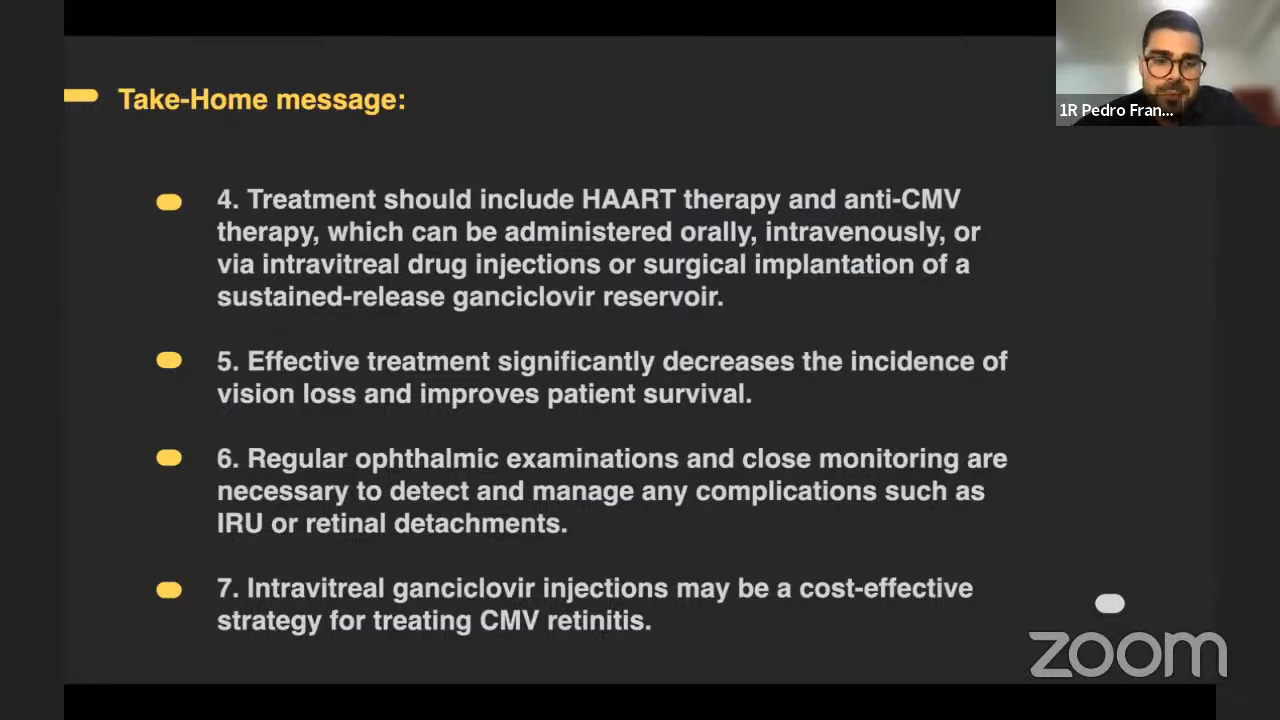 Take-Home message:
1R Pedro Fran...
4. Treatment should include HAART therapy and anti-CMV
therapy, which can be administered orally, intravenously, or
via intravitreal drug injections or surgical implantation of a
sustained-release ganciclovir reservoir.
5. Effective treatment significantly decreases the incidence of
vision loss and improves patient survival.
6. Regular ophthalmic examinations and close monitoring are
necessary to detect and manage any complications such as
IRU or retinal detachments.
7. Intravitreal ganciclovir injections may be a cost-effective
strategy for treating CMV retinitis.
zoom